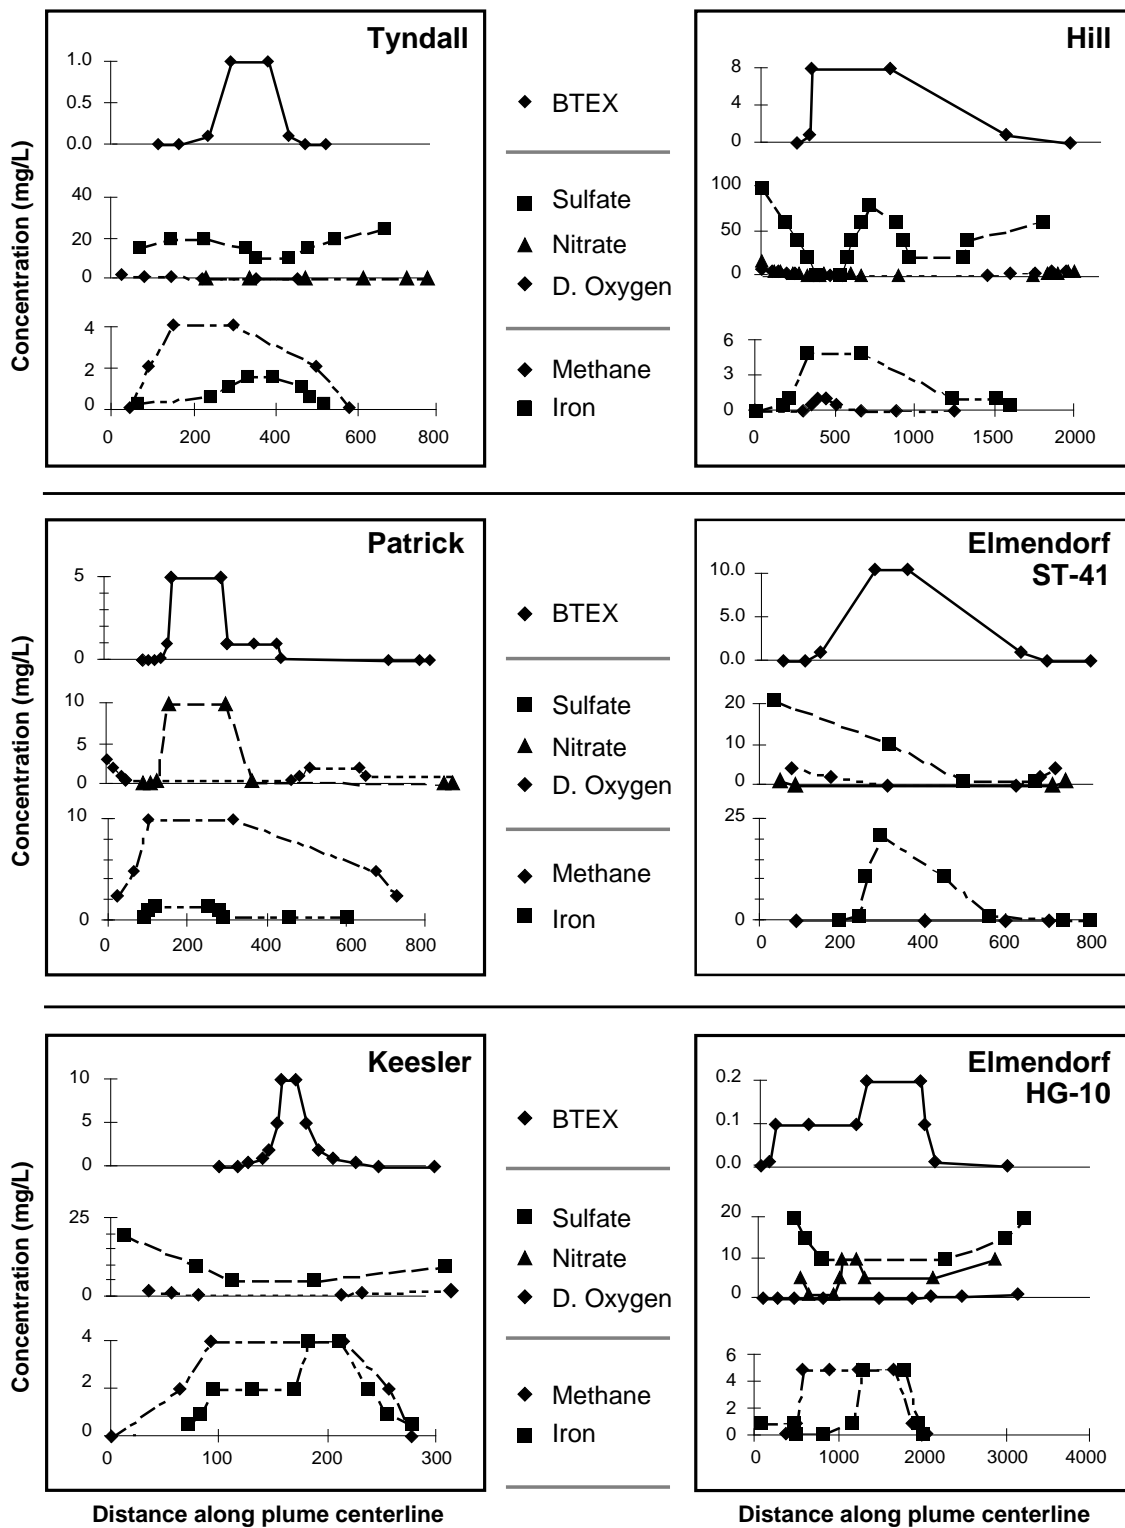 Tyndall
Concentration (mg/L)
1.0
0.5
0.0
40
20
0
4
2
0
0 200 400 600 800
BTEX
Sulfate
Nitrate
D. Oxygen
Methane
Iron
Hill
8
4
0
100
50
0
6
3
0
0 500 1000 1500 2000
Patrick
Concentration (mg/L)
5
0
10
5
0
10
0
0 200 400 600 800
BTEX
Sulfate
Nitrate
D. Oxygen
Methane
Iron
Elmendorf
ST-41
10.0
5.0
0.0
20
10
0
25
0
0 200 400 600 800
Keesler
Concentration (mg/L)
10
5
0
25
0
4
2
0
0 100 200 300
Distance along plume centerline
BTEX
Sulfate
Nitrate
D. Oxygen
Methane
Iron
Elmendorf
HG-10
0.2
0.1
0.0
20
10
0
6
4
2
0
0 1000 2000 3000 4000
Distance along plume centerline